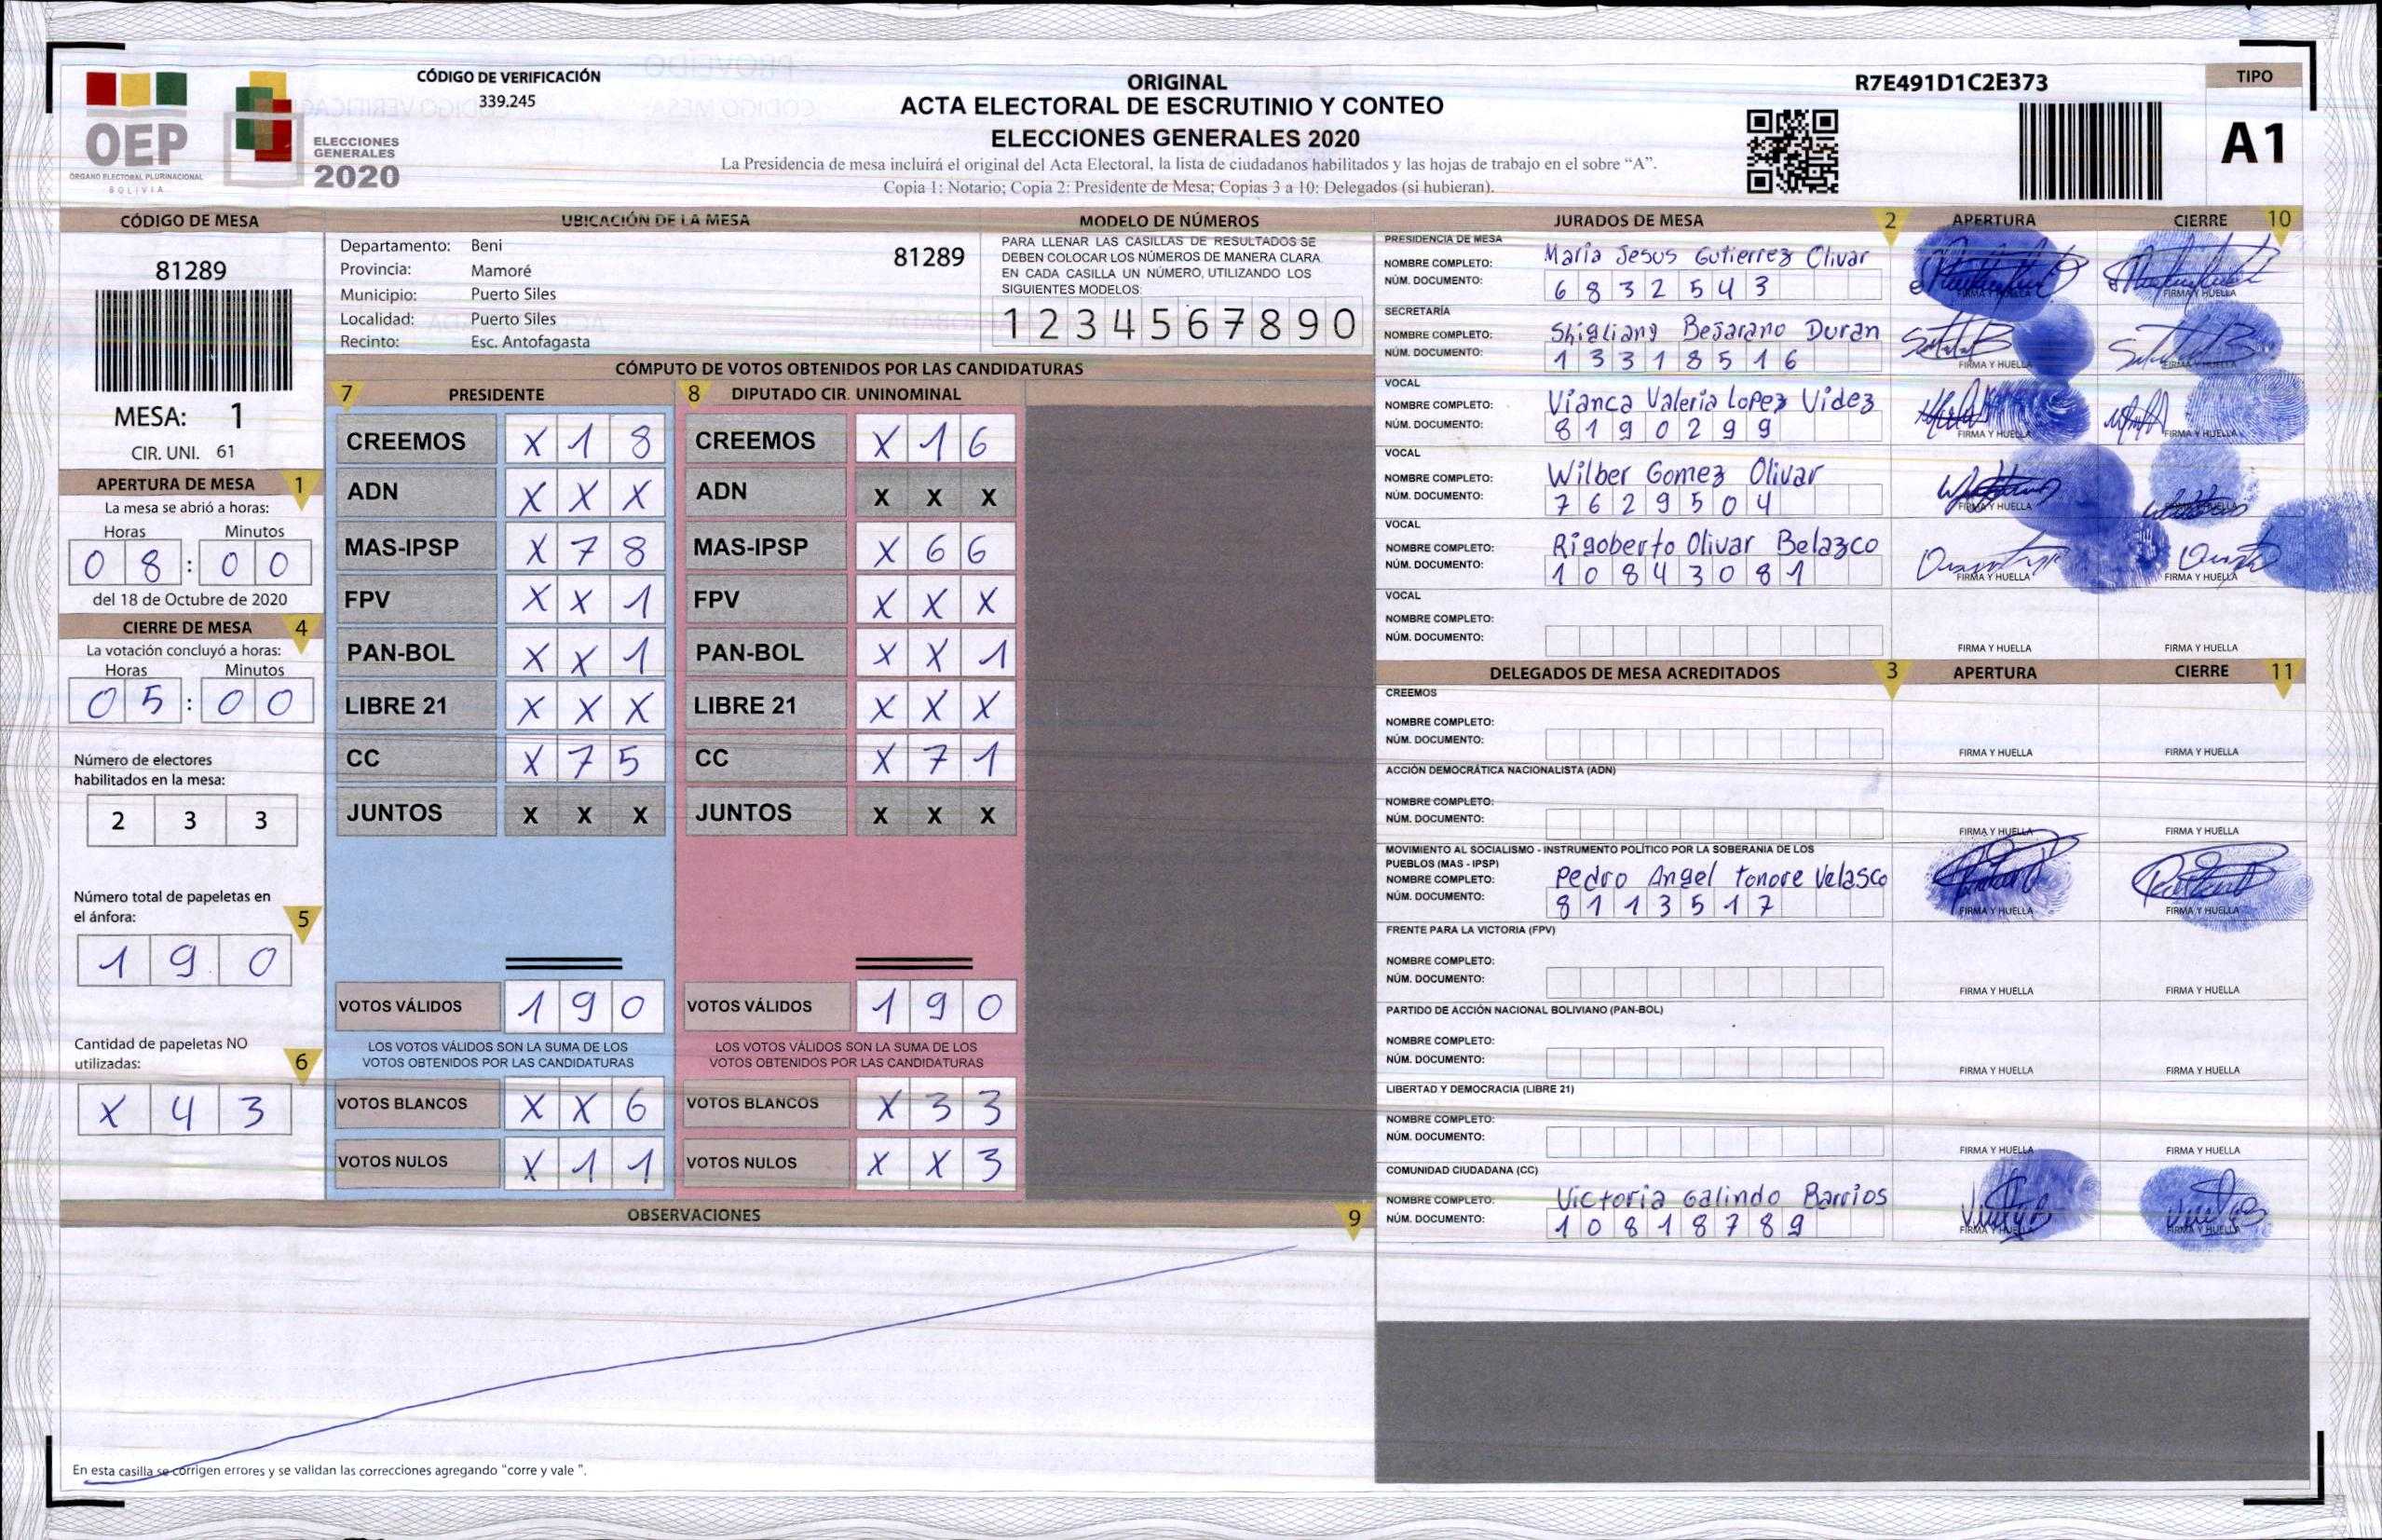 CÓDIGO DE VERIFICACIÓN
339.245
OEP
ÓRGANO ELECTORAL PLURINACIONAL
BOLIVIA
ELECCIONES
GENERALES
2020
ORIGINAL
ACTA ELECTORAL DE ESCRUTINIO Y CONTEO
ELECCIONES GENERALES 2020
La Presidencia de mesa incluirá el original del Acta Electoral, la lista de ciudadanos habilitados y las hojas de trabajo en el sobre “A”.
Copia 1: Notario; Copia 2: Presidente de Mesa; Copias 3 a 10: Delegados (si hubieran).
R7E491D1C2E373
TIPO
A1
CÓDIGO DE MESA
81289
MESA: 1
CIR. UNI. 61
APERTURA DE MESA 1
La mesa se abrió a horas:
Horas Minutos
0 8 : 0 0
del 18 de Octubre de 2020
CIERRE DE MESA 4
La votación concluyó a horas:
Horas Minutos
0 5 : 0 0
Número de electores
habilitados en la mesa:
2 3 3
Número total de papeletas en
el ánfora: 5
1 9 0
Cantidad de papeletas NO
utilizadas: 6
X 4 3
UBICACIÓN DE LA MESA
Departamento: Beni
Provincia: Mamoré
Municipio: Puerto Siles
Localidad: Puerto Siles
Recinto: Esc. Antofagasta
81289
MODELO DE NÚMEROS
PARA LLENAR LAS CASILLAS DE RESULTADOS SE
DEBEN COLOCAR LOS NÚMEROS DE MANERA CLARA
EN CADA CASILLA UN NÚMERO, UTILIZANDO LOS
SIGUIENTES MODELOS:
1 2 3 4 5 6 7 8 9 0
CÓMPUTO DE VOTOS OBTENIDOS POR LAS CANDIDATURAS
7 PRESIDENTE 8 DIPUTADO CIR. UNINOMINAL
CREEMOS X 1 8 CREEMOS X 1 6
ADN X X X ADN X X X
MAS-IPSP X 7 8 MAS-IPSP X 6 6
FPV X X 1 FPV X X X
PAN-BOL X X 1 PAN-BOL X X 1
LIBRE 21 X X X LIBRE 21 X X X
CC X 7 5 CC X 7 1
JUNTOS X X X JUNTOS X X X
VOTOS VÁLIDOS 1 9 0 VOTOS VÁLIDOS 1 9 0
LOS VOTOS VÁLIDOS SON LA SUMA DE LOS LOS VOTOS VÁLIDOS SON LA SUMA DE LOS
VOTOS OBTENIDOS POR LAS CANDIDATURAS VOTOS OBTENIDOS POR LAS CANDIDATURAS
VOTOS BLANCOS X X 6 VOTOS BLANCOS X 3 3
VOTOS NULOS X 1 1 VOTOS NULOS X X 3
OBSERVACIONES 9
En esta casilla se corrigen errores y se validan las correcciones agregando "corre y vale ".
JURADOS DE MESA 2 APERTURA CIERRE 10
PRESIDENCIA DE MESA
NOMBRE COMPLETO: Maria Jesus Gutierrez Olivar
NÚM. DOCUMENTO: 6 8 3 2 5 4 3
FIRMA Y HUELLA FIRMA Y HUELLA
SECRETARÍA
NOMBRE COMPLETO: Shigliany Bejarano Duran
NÚM. DOCUMENTO: 1 3 3 1 8 5 1 6
FIRMA Y HUELLA FIRMA Y HUELLA
VOCAL
NOMBRE COMPLETO: Vianca Valeria Lopez Videz
NÚM. DOCUMENTO: 8 1 9 0 2 9 9
FIRMA Y HUELLA FIRMA Y HUELLA
VOCAL
NOMBRE COMPLETO: Wilber Gomez Olivar
NÚM. DOCUMENTO: 7 6 2 9 5 0 4
FIRMA Y HUELLA
VOCAL
NOMBRE COMPLETO: Rigoberto Olivar Belazco
NÚM. DOCUMENTO: 1 0 8 4 3 0 8 1
FIRMA Y HUELLA FIRMA Y HUELLA
VOCAL
NOMBRE COMPLETO:
NÚM. DOCUMENTO:
FIRMA Y HUELLA FIRMA Y HUELLA
DELEGADOS DE MESA ACREDITADOS 3 APERTURA CIERRE 11
CREEMOS
NOMBRE COMPLETO:
NÚM. DOCUMENTO:
FIRMA Y HUELLA FIRMA Y HUELLA
ACCIÓN DEMOCRÁTICA NACIONALISTA (ADN)
NOMBRE COMPLETO:
NÚM. DOCUMENTO:
FIRMA Y HUELLA FIRMA Y HUELLA
MOVIMIENTO AL SOCIALISMO - INSTRUMENTO POLÍTICO POR LA SOBERANIA DE LOS
PUEBLOS (MAS - IPSP)
NOMBRE COMPLETO: Pedro Angel Tonore Velasco
NÚM. DOCUMENTO: 8 1 1 3 5 1 7
FIRMA Y HUELLA FIRMA Y HUELLA
FRENTE PARA LA VICTORIA (FPV)
NOMBRE COMPLETO:
NÚM. DOCUMENTO:
FIRMA Y HUELLA FIRMA Y HUELLA
PARTIDO DE ACCIÓN NACIONAL BOLIVIANO (PAN-BOL)
NOMBRE COMPLETO:
NÚM. DOCUMENTO:
FIRMA Y HUELLA FIRMA Y HUELLA
LIBERTAD Y DEMOCRACIA (LIBRE 21)
NOMBRE COMPLETO:
NÚM. DOCUMENTO:
FIRMA Y HUELLA FIRMA Y HUELLA
COMUNIDAD CIUDADANA (CC)
NOMBRE COMPLETO: Victoria Galindo Barrios
NÚM. DOCUMENTO: 1 0 8 1 8 7 8 9
FIRMA Y HUELLA FIRMA Y HUELLA